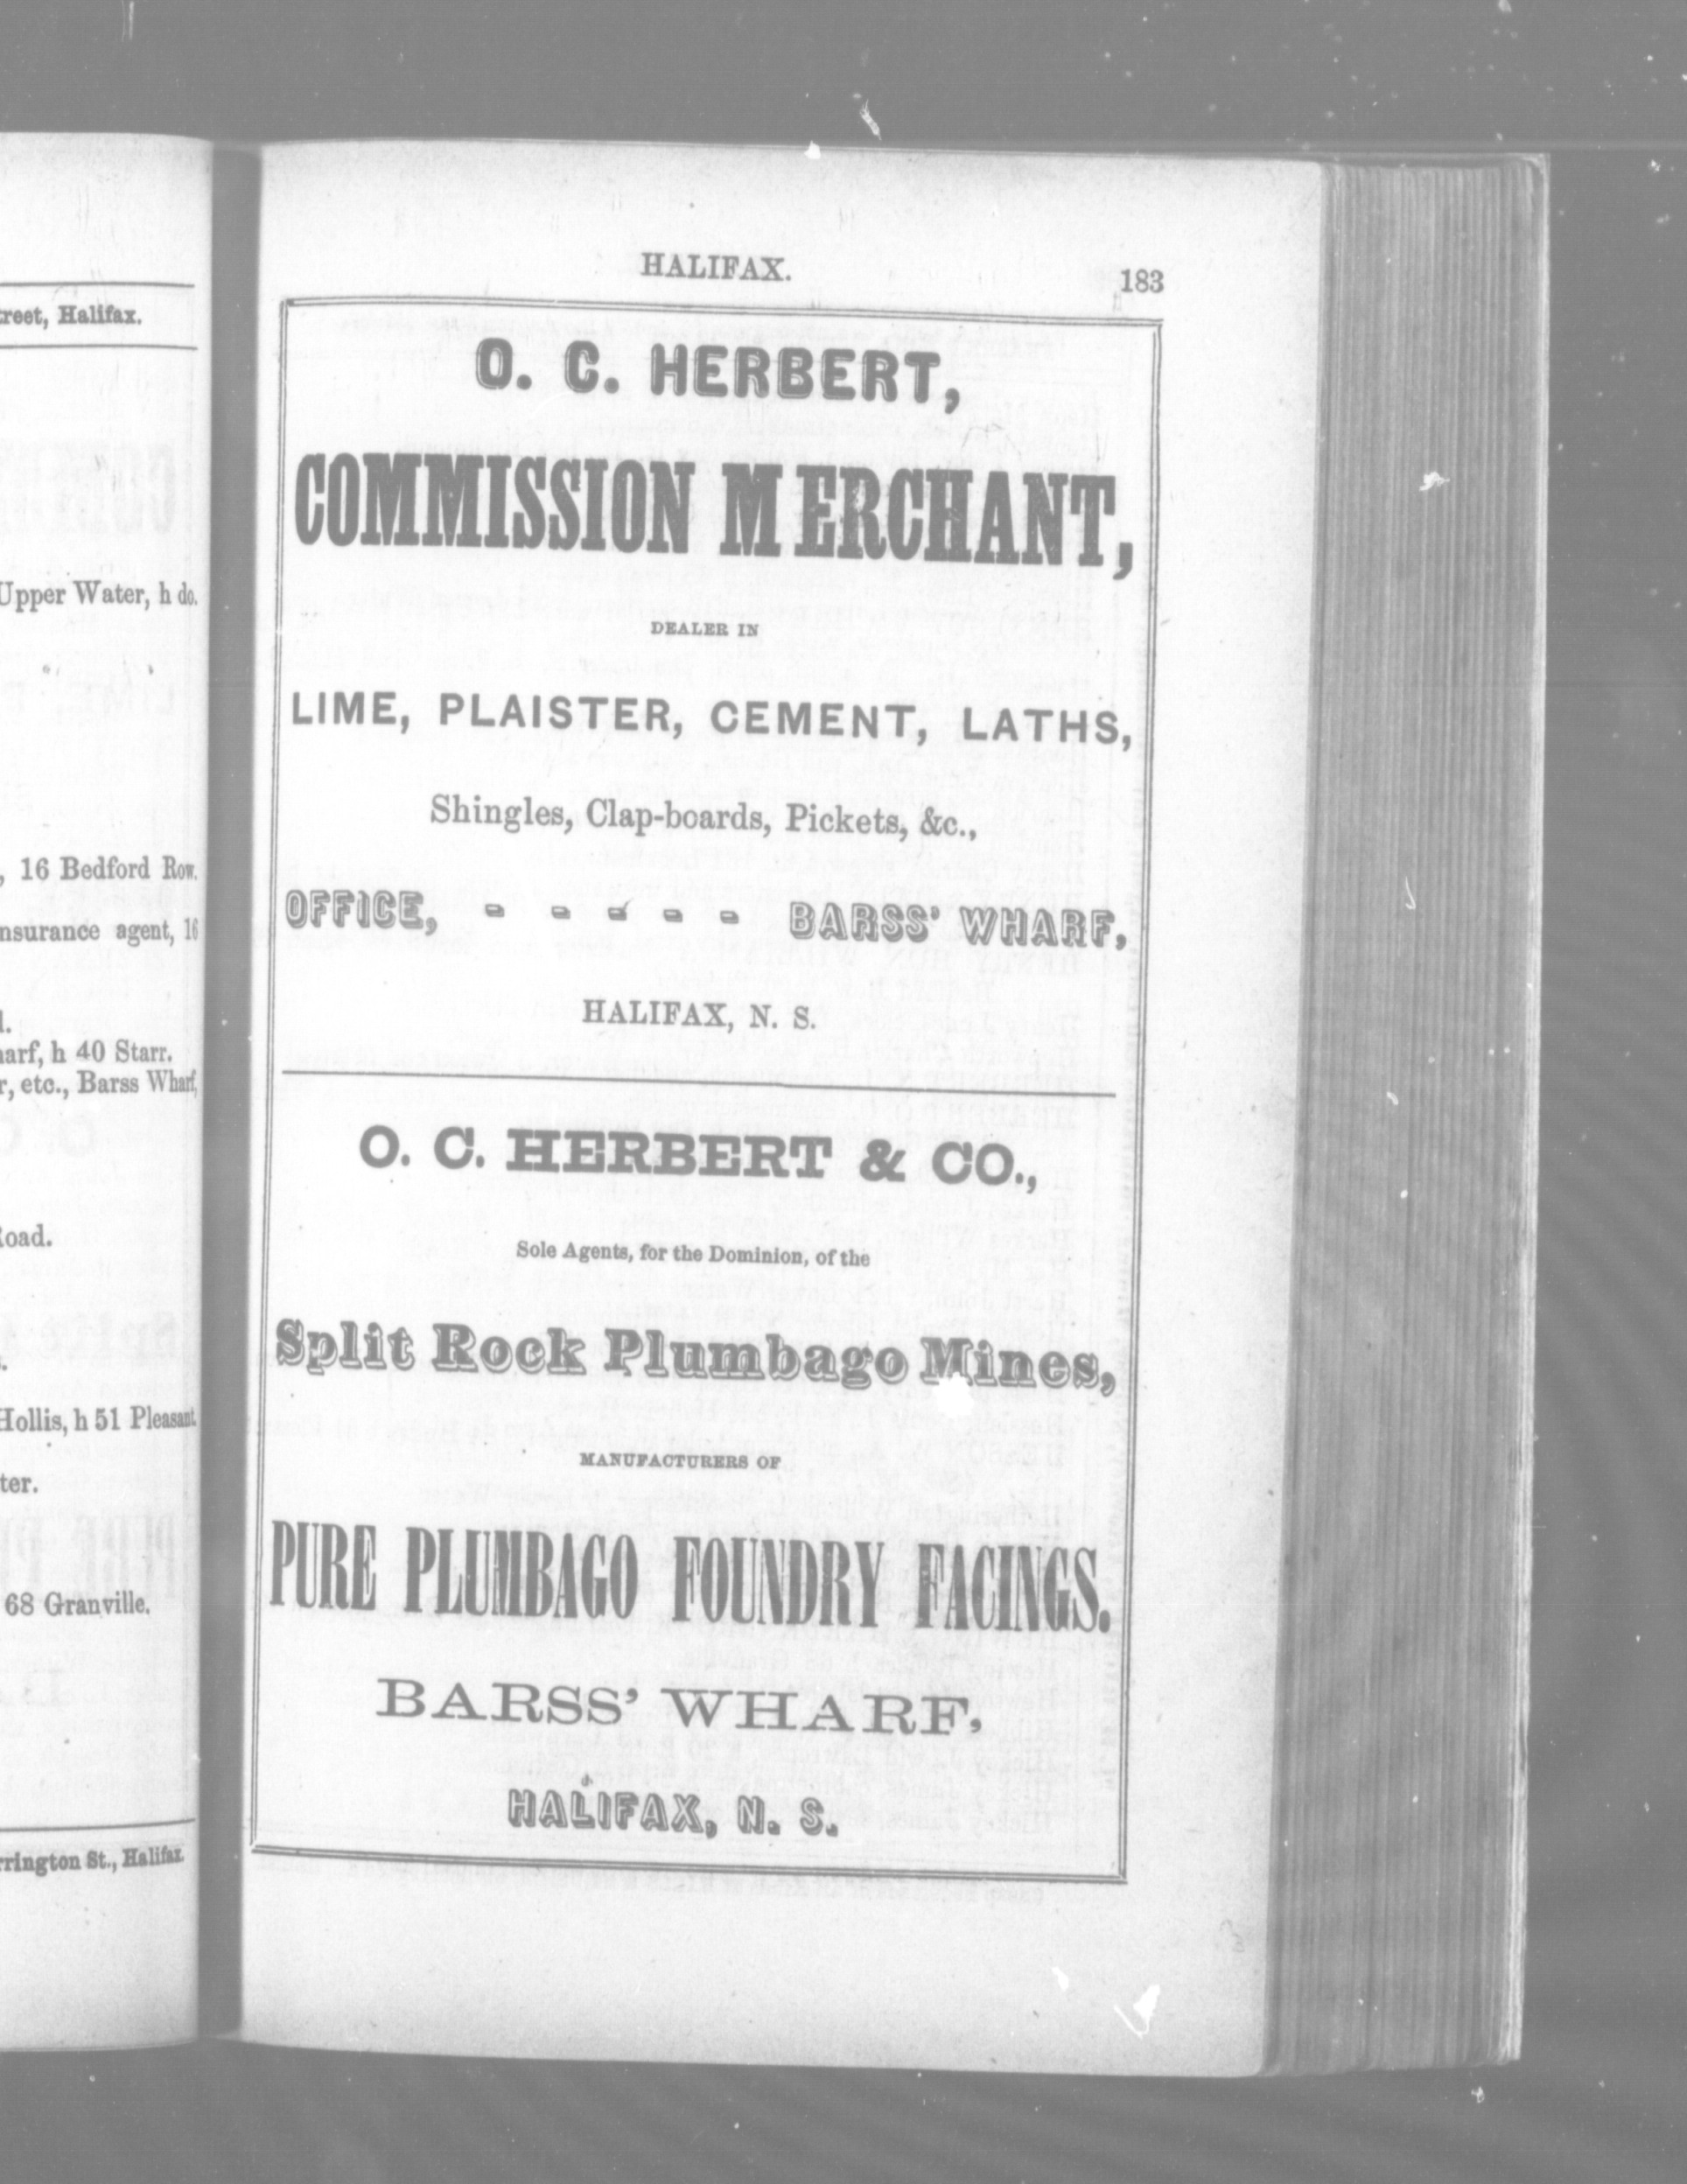 treet, Halifax.
Upper Water, h do.
, 16 Bedford Row.
nsurance agent, 16
l.
harf, h 40 Starr.
r, etc., Barss Wharf,
Road.
Hollis, h 51 Pleasant
ter.
68 Granville.
rrington St., Halifax.
HALIFAX.
183
O. C. HERBERT,
COMMISSION MERCHANT,
DEALER IN
LIME, PLAISTER, CEMENT, LATHS,
Shingles, Clap-boards, Pickets, &c.,
OFFICE, - - - - - BARSS' WHARF,
HALIFAX, N. S.
O. C. HERBERT & CO.,
Sole Agents, for the Dominion, of the
Split Rock Plumbago Mines,
MANUFACTURERS OF
PURE PLUMBAGO FOUNDRY FACINGS.
BARSS' WHARF,
HALIFAX, N. S.